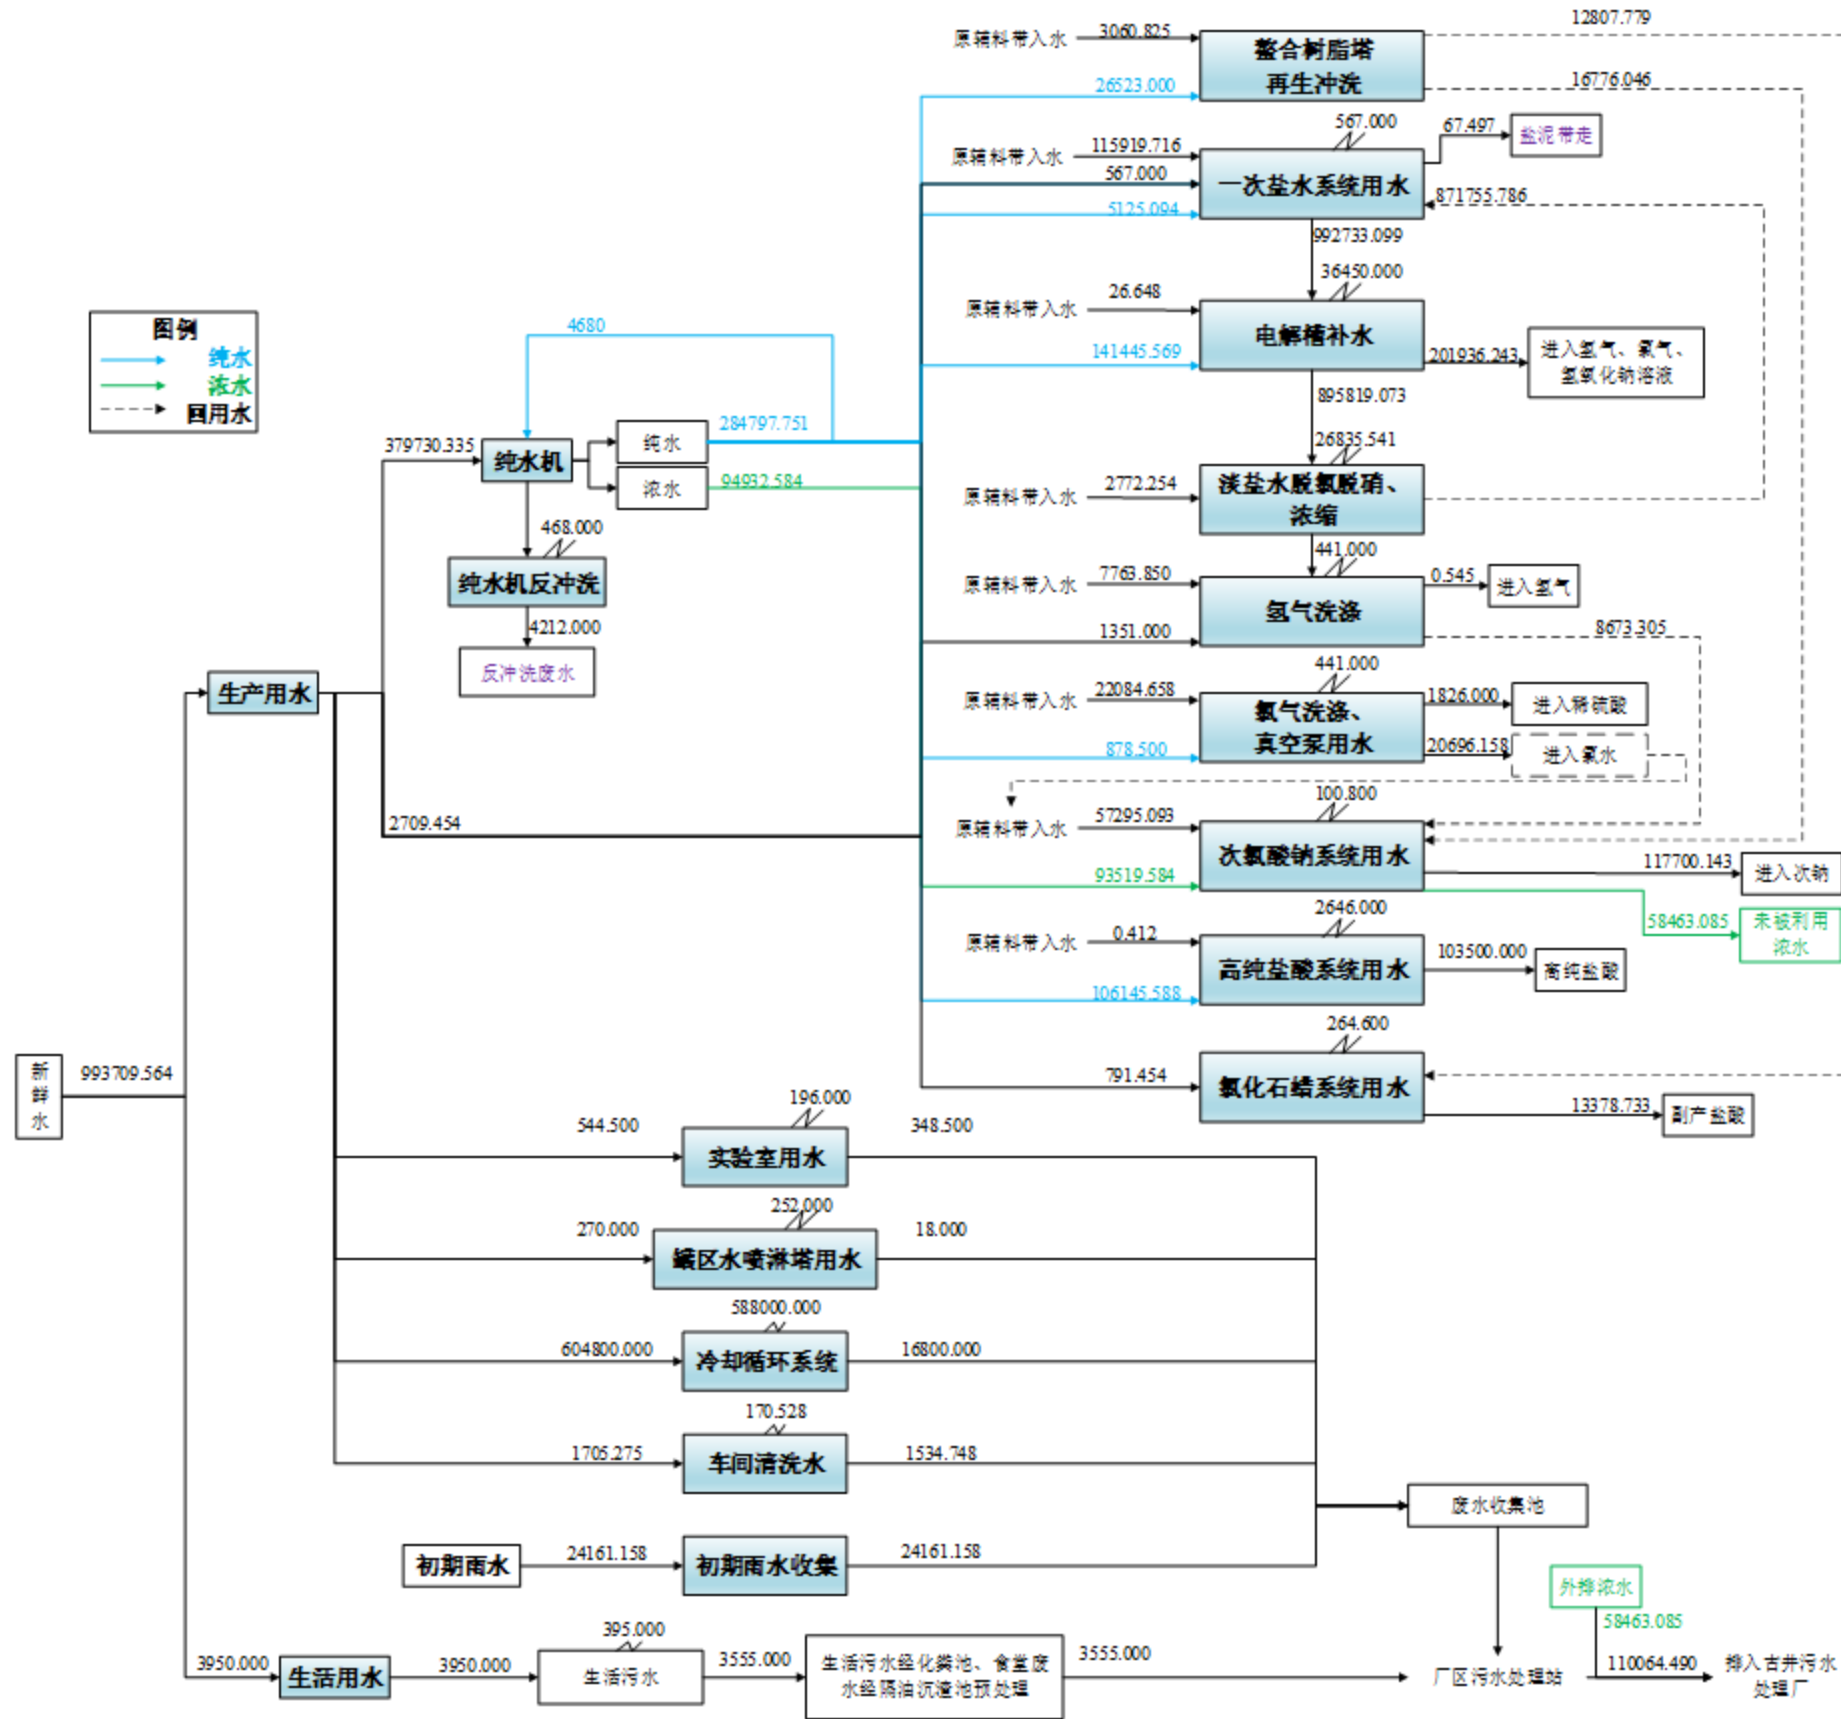 12807.779
原辅料带入水
3060.825
螯合树脂塔
再生冲洗
26523.000
16776.046
567.000
67.497
盐泥带走
原辅料带入水
115919.716
567.000
一次盐水系统用水
5125.094
871755.786
992733.099
36450.000
原辅料带入水
26.648
电解槽补水
141445.569
201936.243
进入氢气、氯气、
氢氧化钠溶液
895819.073
图例
纯水
浓水
回用水
4680
379730.335
纯水机
纯水
284797.751
浓水
94932.584
26835.541
原辅料带入水
2772.254
淡盐水脱氯脱硝、
浓缩
468.000
纯水机反冲洗
4212.000
反冲洗废水
441.000
原辅料带入水
7763.850
氢气洗涤
0.545
进入氢气
1351.000
8673.305
生产用水
441.000
原辅料带入水
22084.658
氯气洗涤、
真空泵用水
1826.000
进入稀硫酸
878.500
20696.158
进入氯水
2709.454
100.800
原辅料带入水
57295.093
次氯酸钠系统用水
93519.584
117700.143
进入次钠
58463.085
未被利用
浓水
2646.000
原辅料带入水
0.412
高纯盐酸系统用水
103500.000
高纯盐酸
106145.588
264.600
791.454
氯化石蜡系统用水
13378.733
副产盐酸
新
鲜
水
993709.564
196.000
544.500
实验室用水
348.500
252.000
270.000
罐区水喷淋塔用水
18.000
588000.000
604800.000
冷却循环系统
16800.000
170.528
1705.275
车间清洗水
1534.748
废水收集池
初期雨水
24161.158
初期雨水收集
24161.158
外排浓水
58463.085
395.000
3950.000
生活用水
3950.000
生活污水
3555.000
生活污水经化粪池、食堂废
水经隔油沉渣池预处理
3555.000
厂区污水处理站
110064.490
排入古井污水
处理厂